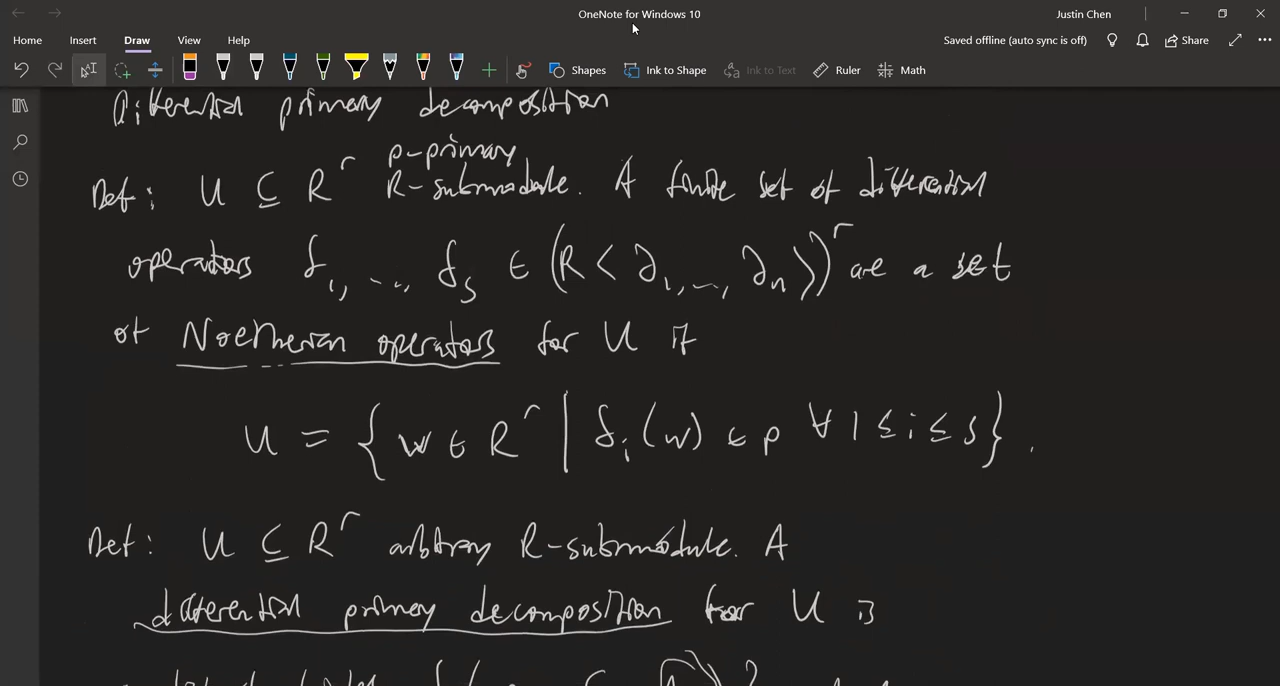 OneNote for Windows 10
Justin Chen
Home Insert Draw View Help
Saved offline (auto sync is off)
Share
Shapes
Ink to Shape
Ink to Text
Ruler
Math
Differential primary decomposition
p-primary
Def: U ⊆ R^r R-submodule. A finite set of differential
operators δ_1, ..., δ_s ∈ (R<∂_1, ..., ∂_n>)^r are a set
of Noetherian operators for U if
U = {w ∈ R^r | δ_i(w) ∈ p ∀ 1 ≤ i ≤ s}.
Def: U ⊆ R^r arbitrary R-submodule. A
differential primary decomposition for U is